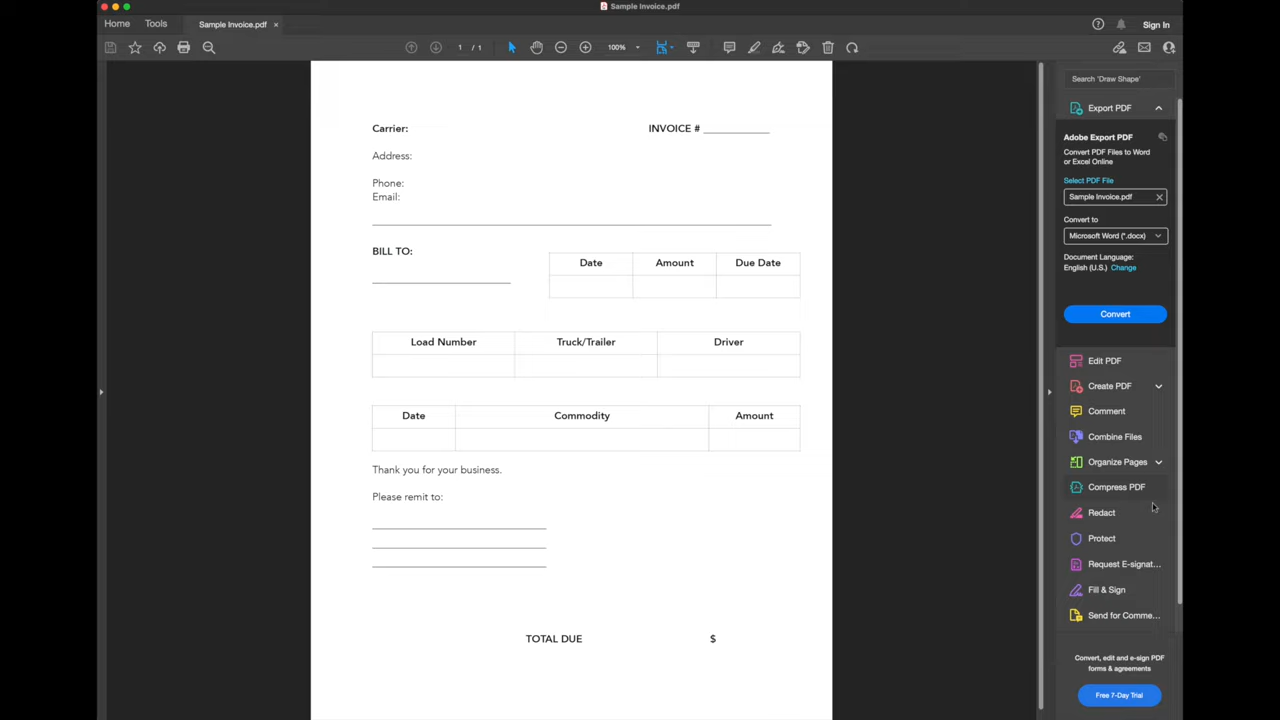 Sample Invoice.pdf
Home Tools Sample Invoice.pdf × Sign In
1 / 1 100%
Carrier: INVOICE # ___________
Address:
Phone:
Email:
BILL TO:
Date Amount Due Date
Load Number Truck/Trailer Driver
Date Commodity Amount
Thank you for your business.
Please remit to:
TOTAL DUE $
Search 'Draw Shape'
Export PDF
Adobe Export PDF
Convert PDF Files to Word
or Excel Online
Select PDF File
Sample Invoice.pdf
Convert to
Microsoft Word (*.docx)
Document Language:
English (U.S.) Change
Convert
Edit PDF
Create PDF
Comment
Combine Files
Organize Pages
Compress PDF
Redact
Protect
Request E-signat...
Fill & Sign
Send for Comme...
Convert, edit and e-sign PDF
forms & agreements
Free 7-Day Trial